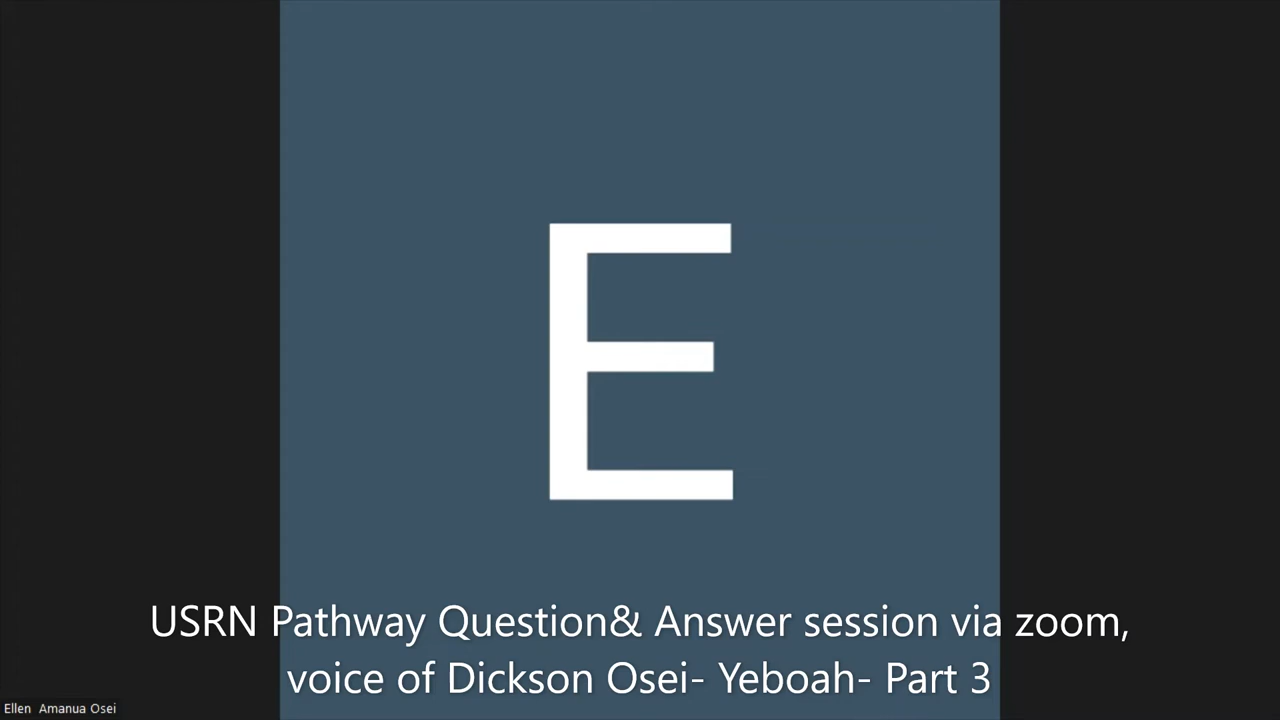 E
USRN Pathway Question& Answer session via zoom,
voice of Dickson Osei- Yeboah- Part 3
Ellen Amanua Osei